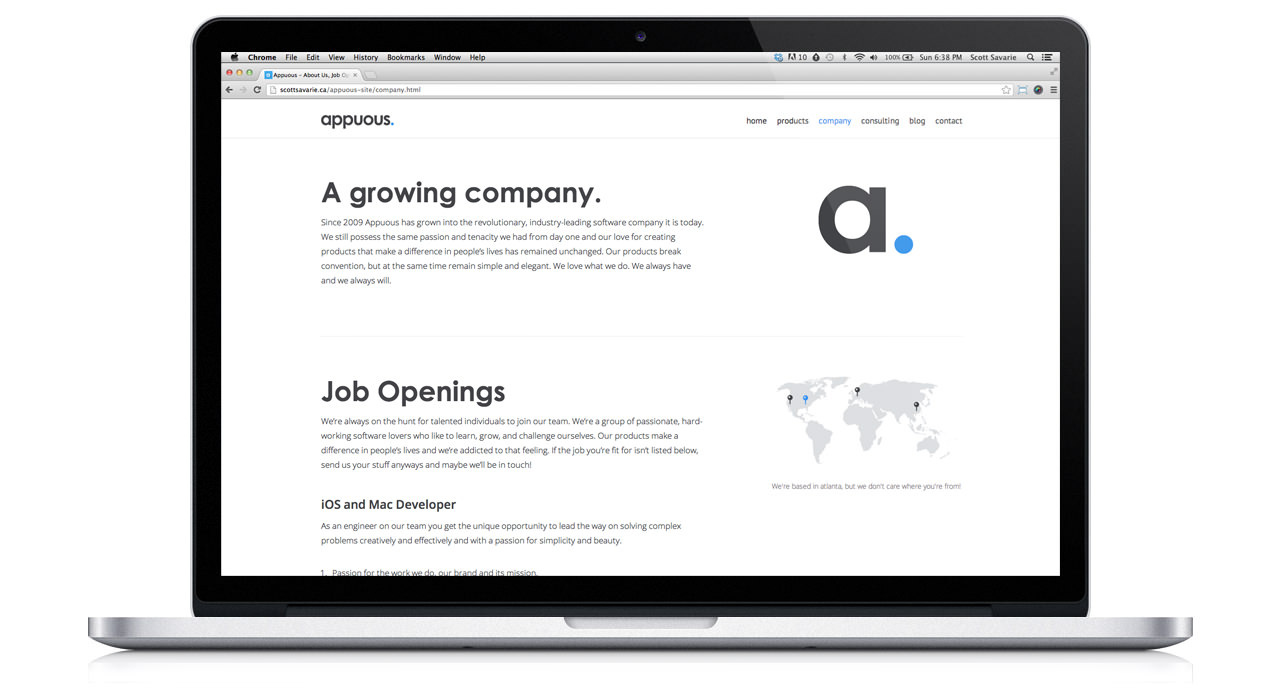 Chrome File Edit View History Bookmarks Window Help 10 100% Sun 6:38 PM Scott Savarie
Appuous - About Us, Job Op
scottsavarie.ca/appuous-site/company.html
appuous.
home products company consulting blog contact
A growing company.
Since 2009 Appuous has grown into the revolutionary, industry-leading software company it is today.
We still possess the same passion and tenacity we had from day one and our love for creating
products that make a difference in people's lives has remained unchanged. Our products break
convention, but at the same time remain simple and elegant. We love what we do. We always have
and we always will.
a.
Job Openings
We're always on the hunt for talented individuals to join our team. We're a group of passionate, hard-
working software lovers who like to learn, grow, and challenge ourselves. Our products make a
difference in people's lives and we're addicted to that feeling. If the job you're fit for isn't listed below,
send us your stuff anyways and maybe we'll be in touch!
We're based in atlanta, but we don't care where you're from!
iOS and Mac Developer
As an engineer on our team you get the unique opportunity to lead the way on solving complex
problems creatively and effectively and with a passion for simplicity and beauty.
1. Passion for the work we do, our brand and its mission.